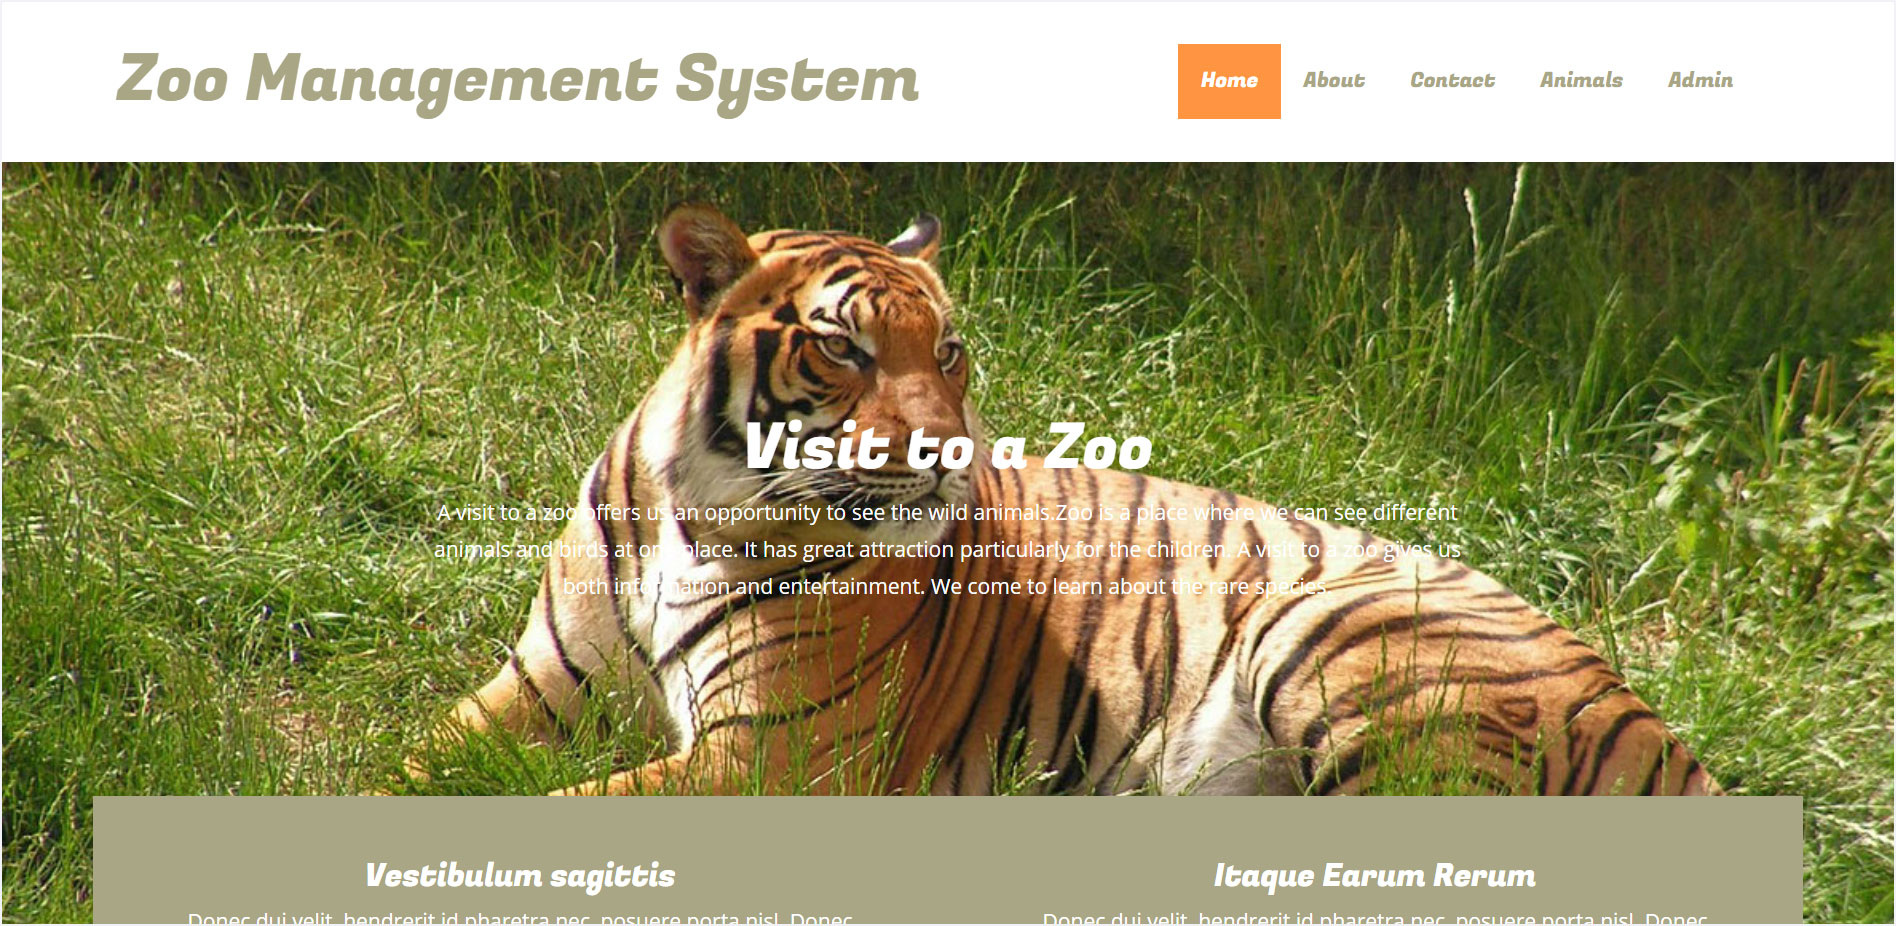 Zoo Management System
Home About Contact Animals Admin
Visit to a Zoo
A visit to a zoo offers us an opportunity to see the wild animals.Zoo is a place where we can see different
animals and birds at one place. It has great attraction particularly for the children. A visit to a zoo gives us
both information and entertainment. We come to learn about the rare species.
Vestibulum sagittis
Donec dui velit, hendrerit id pharetra nec, posuere porta nisl. Donec
Itaque Earum Rerum
Donec dui velit, hendrerit id pharetra nec, posuere porta nisl. Donec